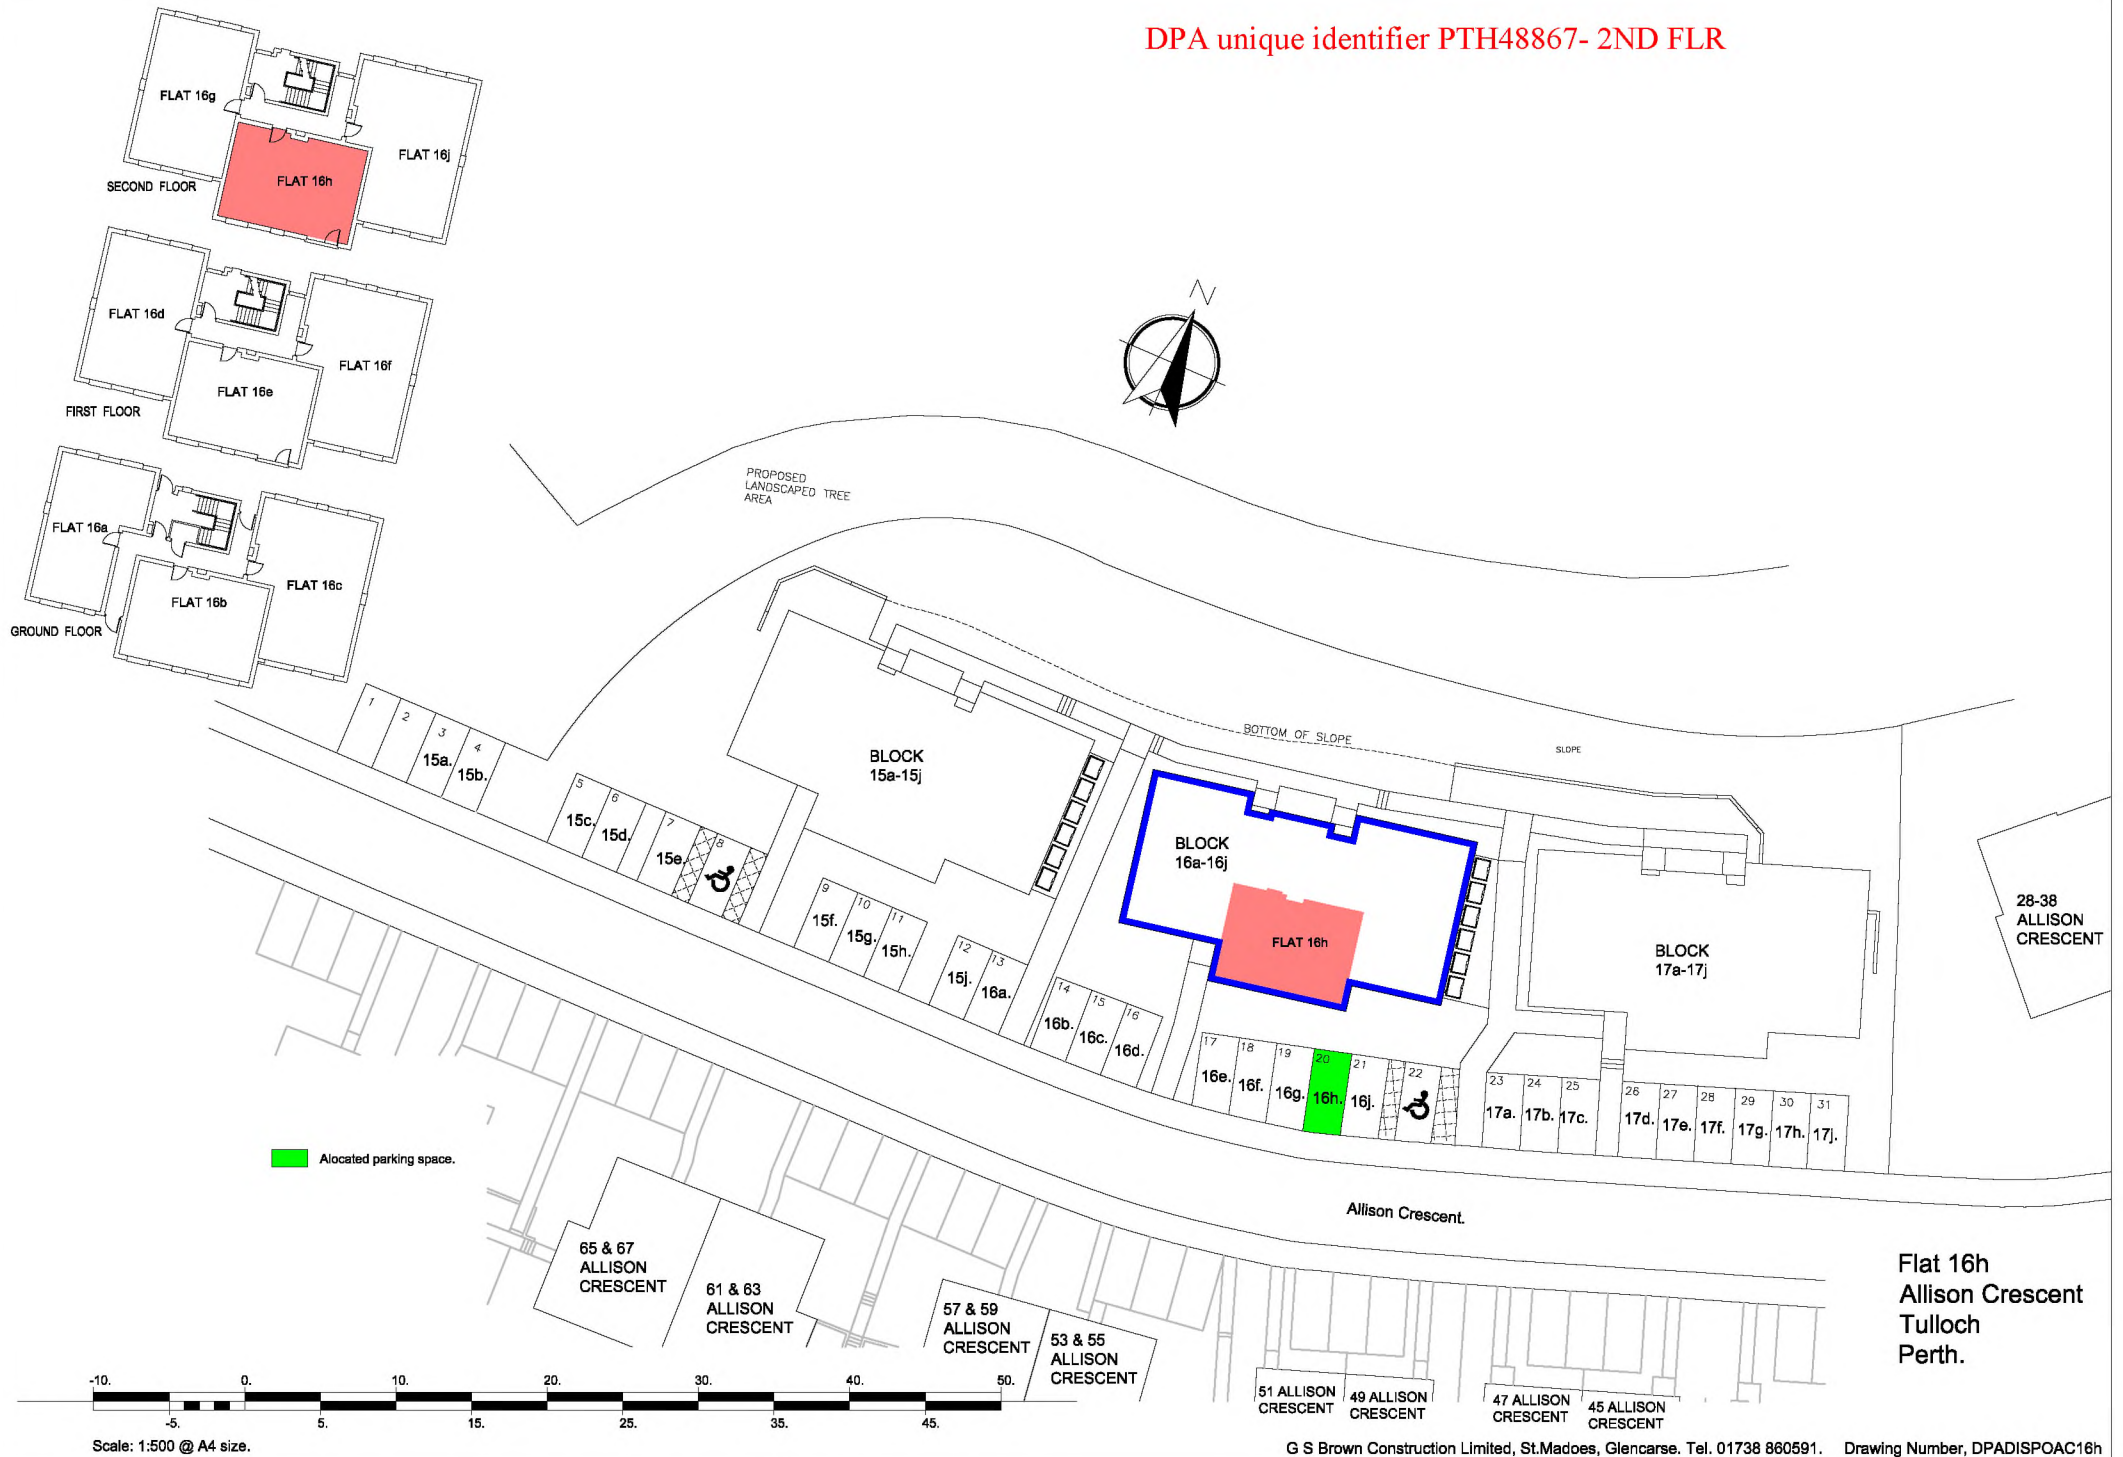 DPA unique identifier PTH48867- 2ND FLR
FLAT 16g
FLAT 16j
FLAT 16h
SECOND FLOOR
FLAT 16d
FLAT 16f
FLAT 16e
FIRST FLOOR
FLAT 16a
FLAT 16c
FLAT 16b
GROUND FLOOR
N
PROPOSED
LANDSCAPED TREE
AREA
BOTTOM OF SLOPE
SLOPE
BLOCK
15a-15j
BLOCK
16a-16j
FLAT 16h
BLOCK
17a-17j
28-38
ALLISON
CRESCENT
1
2
3
15a.
4
15b.
5
15c.
6
15d.
7
15e.
8
9
15f.
10
15g.
11
15h.
12
15j.
13
16a.
14
16b.
15
16c.
16
16d.
17
16e.
18
16f.
19
16g.
20
16h.
21
16j.
22
23
17a.
24
17b.
25
17c.
26
17d.
27
17e.
28
17f.
29
17g.
30
17h.
31
17j.
Alocated parking space.
Allison Crescent.
65 & 67
ALLISON
CRESCENT
61 & 63
ALLISON
CRESCENT
57 & 59
ALLISON
CRESCENT
53 & 55
ALLISON
CRESCENT
51 ALLISON
CRESCENT
49 ALLISON
CRESCENT
47 ALLISON
CRESCENT
45 ALLISON
CRESCENT
Flat 16h
Allison Crescent
Tulloch
Perth.
-10. 0. 10. 20. 30. 40. 50.
-5. 5. 15. 25. 35. 45.
Scale: 1:500 @ A4 size.
G S Brown Construction Limited, St.Madoes, Glencarse. Tel. 01738 860591. Drawing Number, DPADISPOAC16h